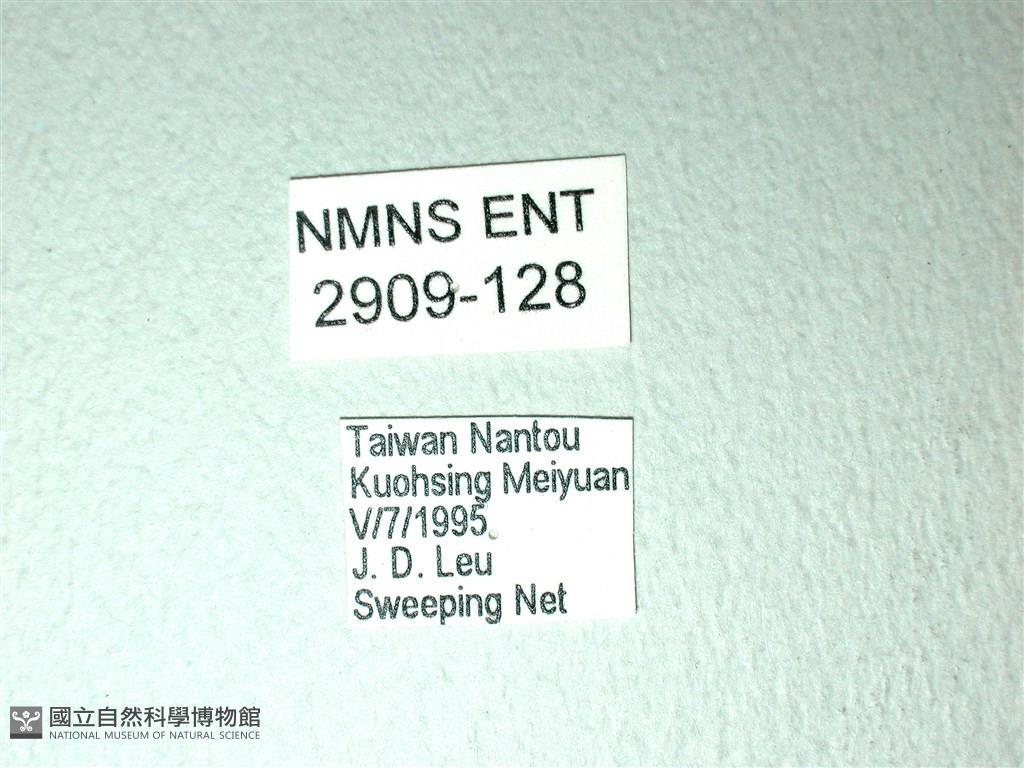 NMNS ENT
2909-128
Taiwan Nantou
Kuohsing Meiyuan
V/7/1995
J. D. Leu
Sweeping Net
國立自然科學博物館
NATIONAL MUSEUM OF NATURAL SCIENCE